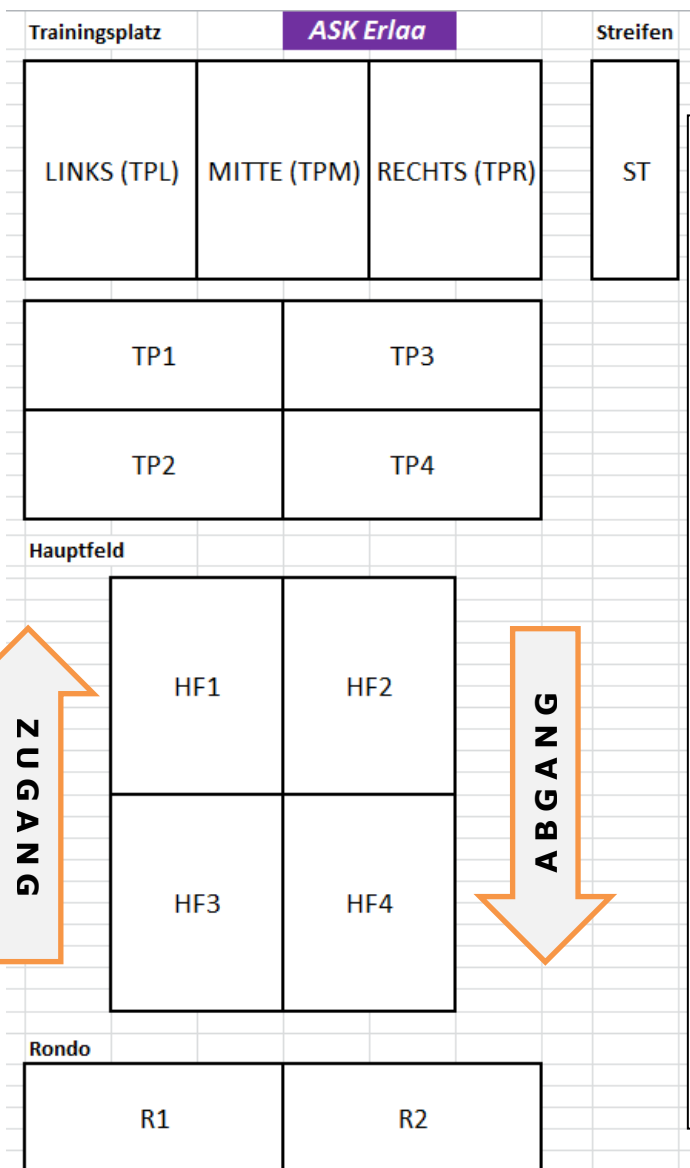 Trainingsplatz
ASK Erlaa
Streifen
LINKS (TPL)
MITTE (TPM)
RECHTS (TPR)
ST
TP1
TP3
TP2
TP4
Hauptfeld
HF1
HF2
ZUGANG
ABGANG
HF3
HF4
Rondo
R1
R2